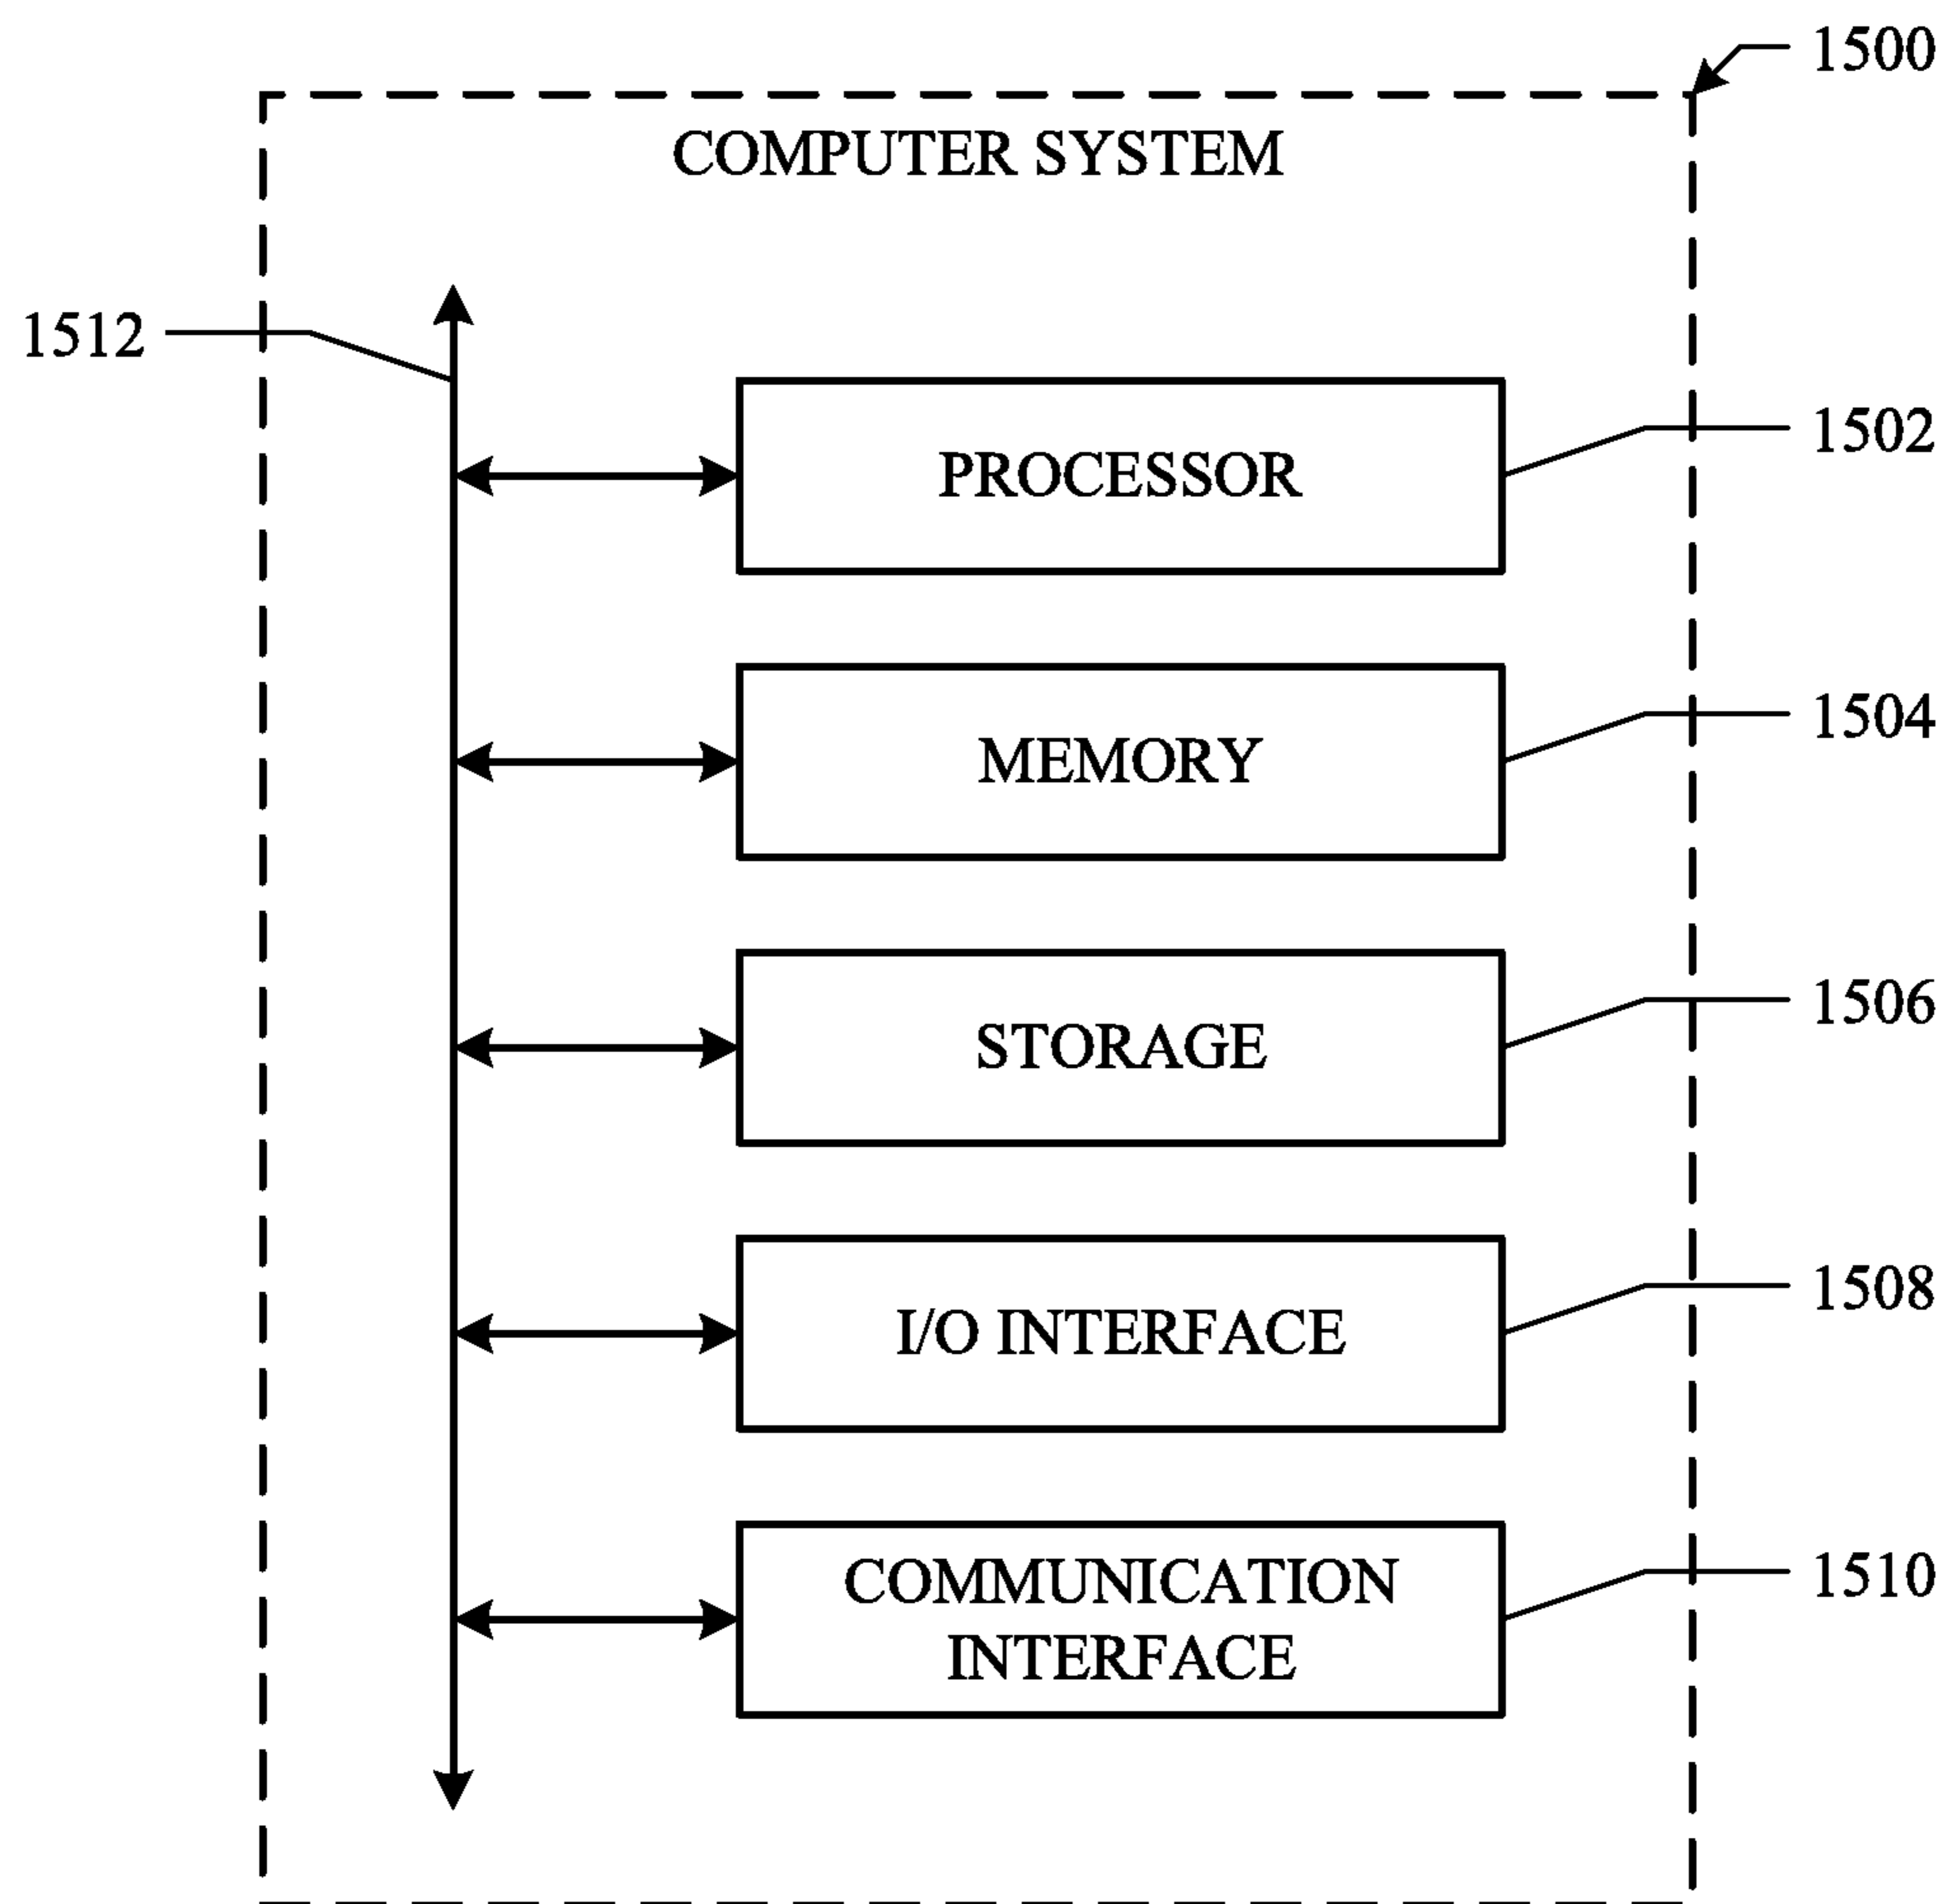 1500
COMPUTER SYSTEM
1512
1502
PROCESSOR
1504
MEMORY
1506
STORAGE
1508
I/O INTERFACE
1510
COMMUNICATION
INTERFACE